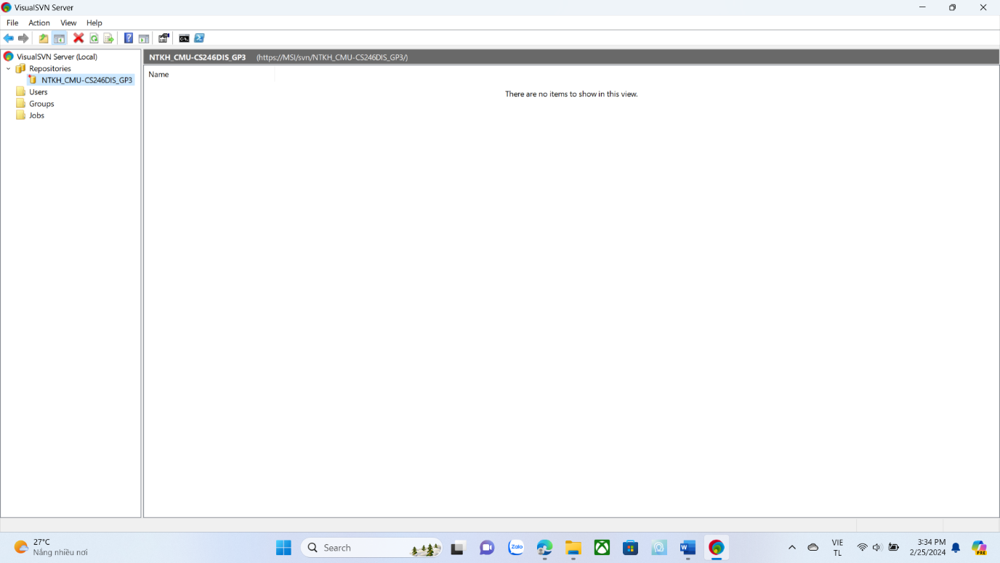 VisualSVN Server
File Action View Help
VisualSVN Server (Local)
Repositories
NTKH_CMU-CS246DIS_GP3
Users
Groups
Jobs
NTKH_CMU-CS246DIS_GP3 (https://MSI/svn/NTKH_CMU-CS246DIS_GP3/)
Name
There are no items to show in this view.
27°C
Nắng nhiều nơi
Search
Zalo
VIE
TL
3:34 PM
2/25/2024
PRE